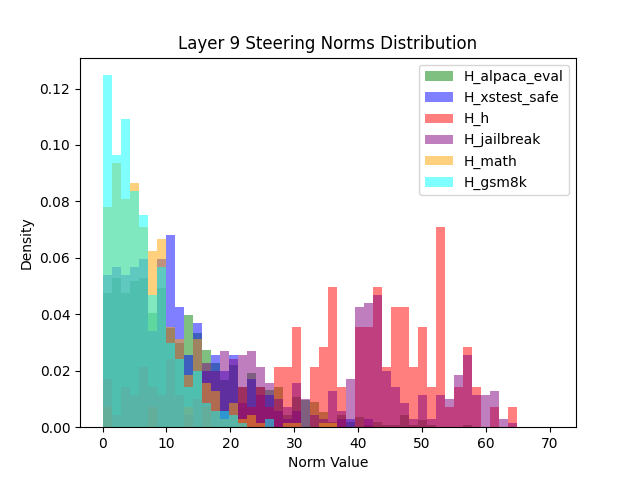 Layer 9 Steering Norms Distribution
H_alpaca_eval
H_xstest_safe
H_h
H_jailbreak
H_math
H_gsm8k
Density
0.12
0.10
0.08
0.06
0.04
0.02
0.00
0 10 20 30 40 50 60 70
Norm Value